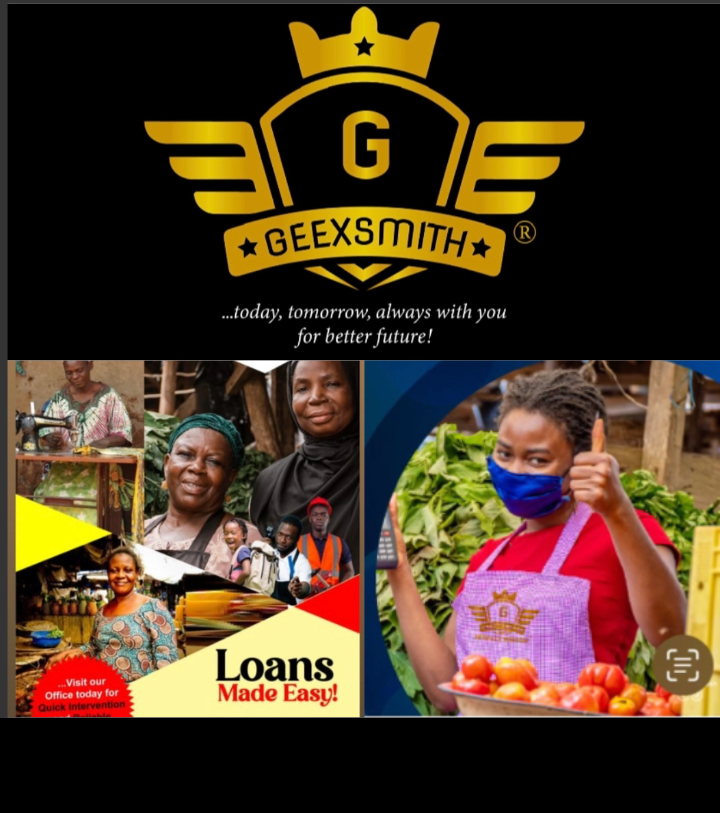 G
GEEXSMITH
®
...today, tomorrow, always with you
for better future!
Loans
Made Easy!
...Visit our
Office today for
Quick intervention